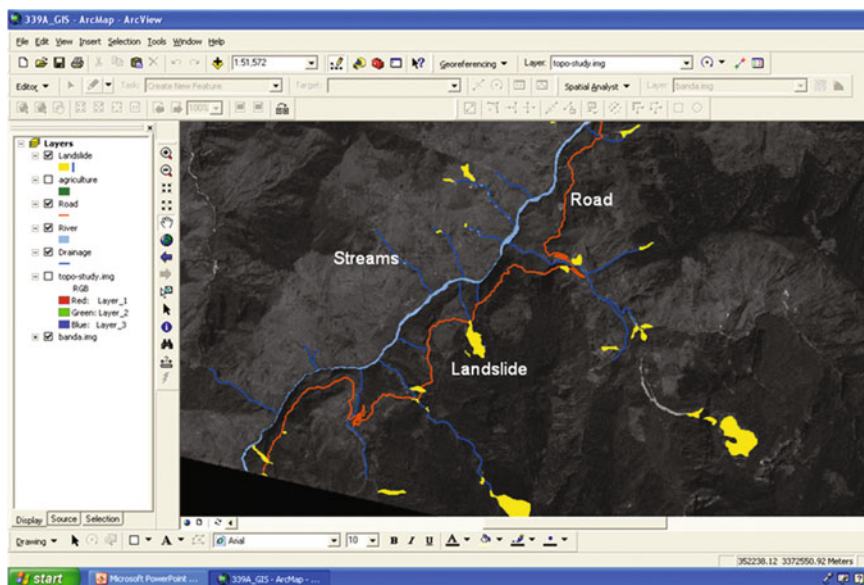 339A_GIS - ArcMap - ArcView
File Edit View Insert Selection Tools Window Help
1:51,572 Georeferencing Layer: topo-study.img
Editor Task: Create New Feature Target: Spatial Analyst Layer: banda.img
100%
Layers
Landslide
agriculture
Road
River
Drainage
topo-study.img
RGB
Red: Layer_1
Green: Layer_2
Blue: Layer_3
banda.img
Road
Streams
Landslide
Display Source Selection
Drawing A Arial 10 B I U A
352238.12 3372550.92 Meters
start Microsoft PowerPoint ... 339A_GIS - ArcMap - ...